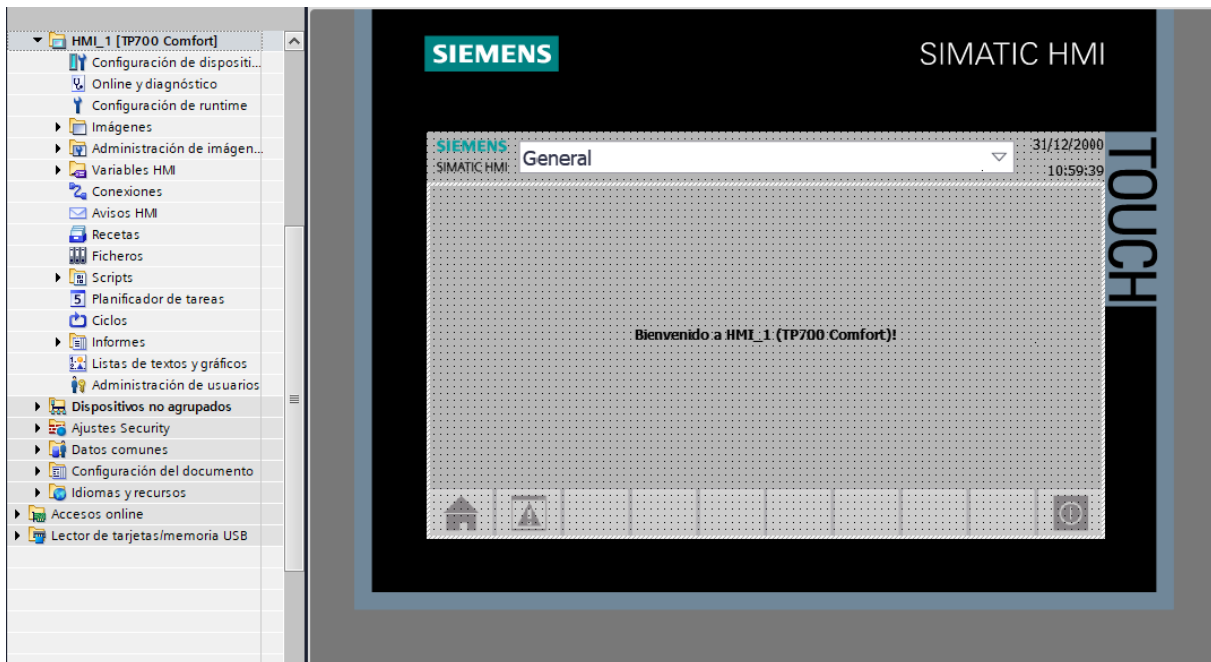 HMI_1 [TP700 Comfort]
Configuración de dispositi...
Online y diagnóstico
Configuración de runtime
Imágenes
Administración de imágen...
Variables HMI
Conexiones
Avisos HMI
Recetas
Ficheros
Scripts
5 Planificador de tareas
Ciclos
Informes
Listas de textos y gráficos
Administración de usuarios
Dispositivos no agrupados
Ajustes Security
Datos comunes
Configuración del documento
Idiomas y recursos
Accesos online
Lector de tarjetas/memoria USB
SIEMENS
SIMATIC HMI
SIEMENS
SIMATIC HMI
General
31/12/2000
10:59:39
TOUCH
Bienvenido a HMI_1 (TP700 Comfort)!